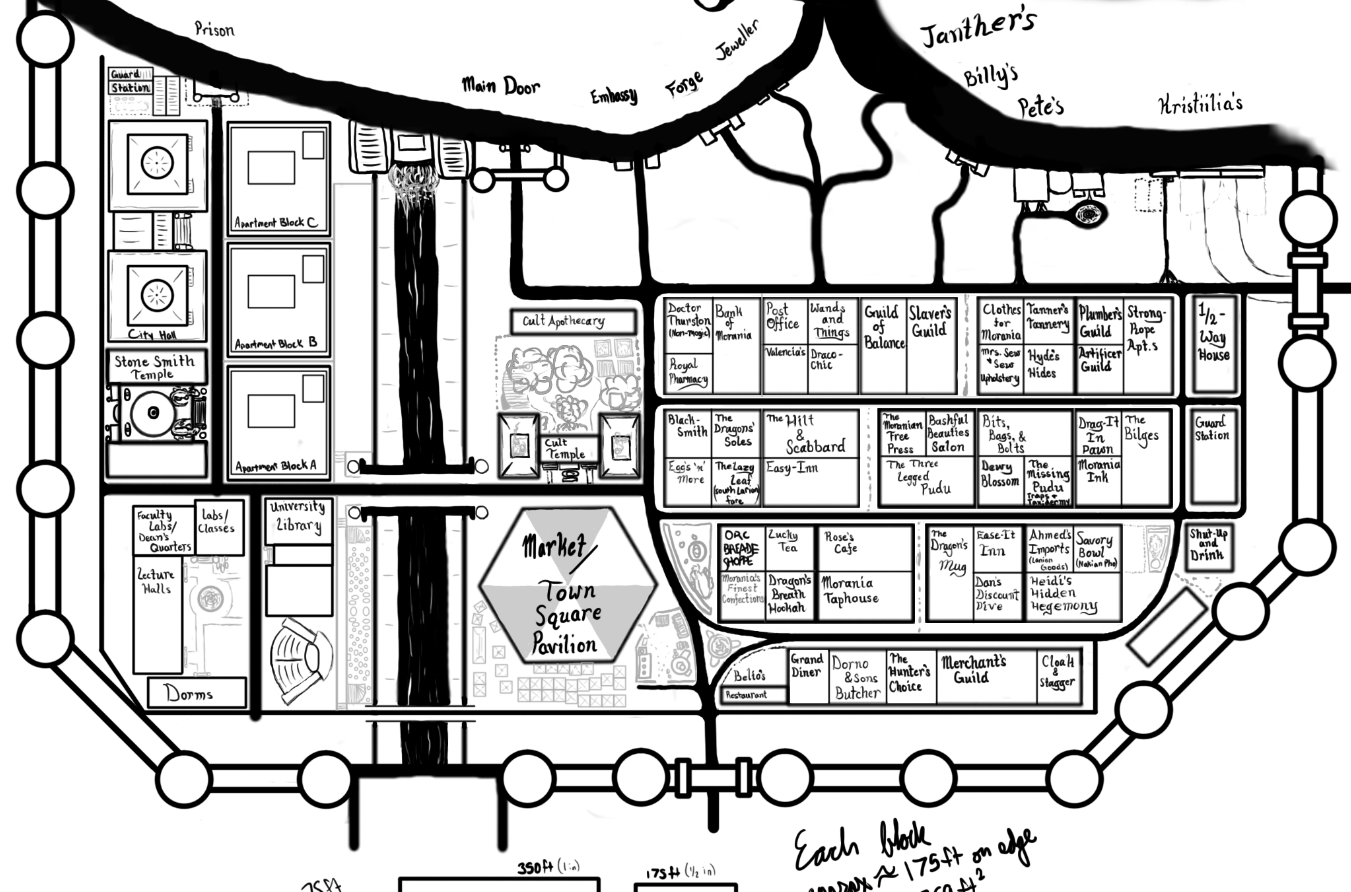 Prison
Main Door
Embassy
Forge
Jeweller
Janther's
Billy's
Pete's
Kristiilia's
Guard
Station
Apartment Block C
City Hall
Apartment Block B
Stone Smith
Temple
Apartment Block A
Cult Apothecary
Cult
Temple
Doctor
Thurston
(Non-Magic)
Royal
Pharmacy
Bank
of
Morania
Post
Office
Valencia's
Wands
and
Things
Draco-
Chic
Guild
of
Balance
Slaver's
Guild
Clothes
for
Morania
Mrs. Sew
& Sew
Upholstery
Tanner's
Tannery
Hyde's
Hides
Plumber's
Guild
Artificer
Guild
Strong-
Rope
Apt.s
1/2-
Way
House
Black-
Smith
Egg's 'n'
More
The
Dragons'
Soles
The Lazy
Leaf
(South Larion)
Fare
The Hilt
&
Scabbard
Easy-Inn
The
Moranian
Free
Press
Bashful
Beauties
Salon
The Three
Legged
Pudu
Bits,
Bags, &
Bolts
Dewy
Blossom
The
Missing
Pudu
Traps +
Taxidermy
Drag-It
In
Pawn
Morania
Ink
The
Bilges
Guard
Station
Faculty
Labs/
Dean's
Quarters
Labs/
Classes
Lecture
Halls
Dorms
University
Library
Market/
Town
Square
Pavilion
ORC
BREADE
SHOPPE
Morania's
Finest
Confections
Lucky
Tea
Dragon's
Breath
Hookah
Rose's
Cafe
Morania
Taphouse
The
Dragon's
Mug
Ease-It
Inn
Dan's
Discount
Dive
Ahmed's
Imports
(Lanian
Goods)
Savory
Bowl
(Nakian Pho)
Heidi's
Hidden
Hegemony
Shut-Up
and
Drink
Belio's
Restaurant
Grand
Diner
Dorno
& Sons
Butcher
The
Hunter's
Choice
Merchant's
Guild
Cloak
&
Stagger
350ft (1in)
175ft (1/2 in)
Each block
≈ 175ft on edge
ft²